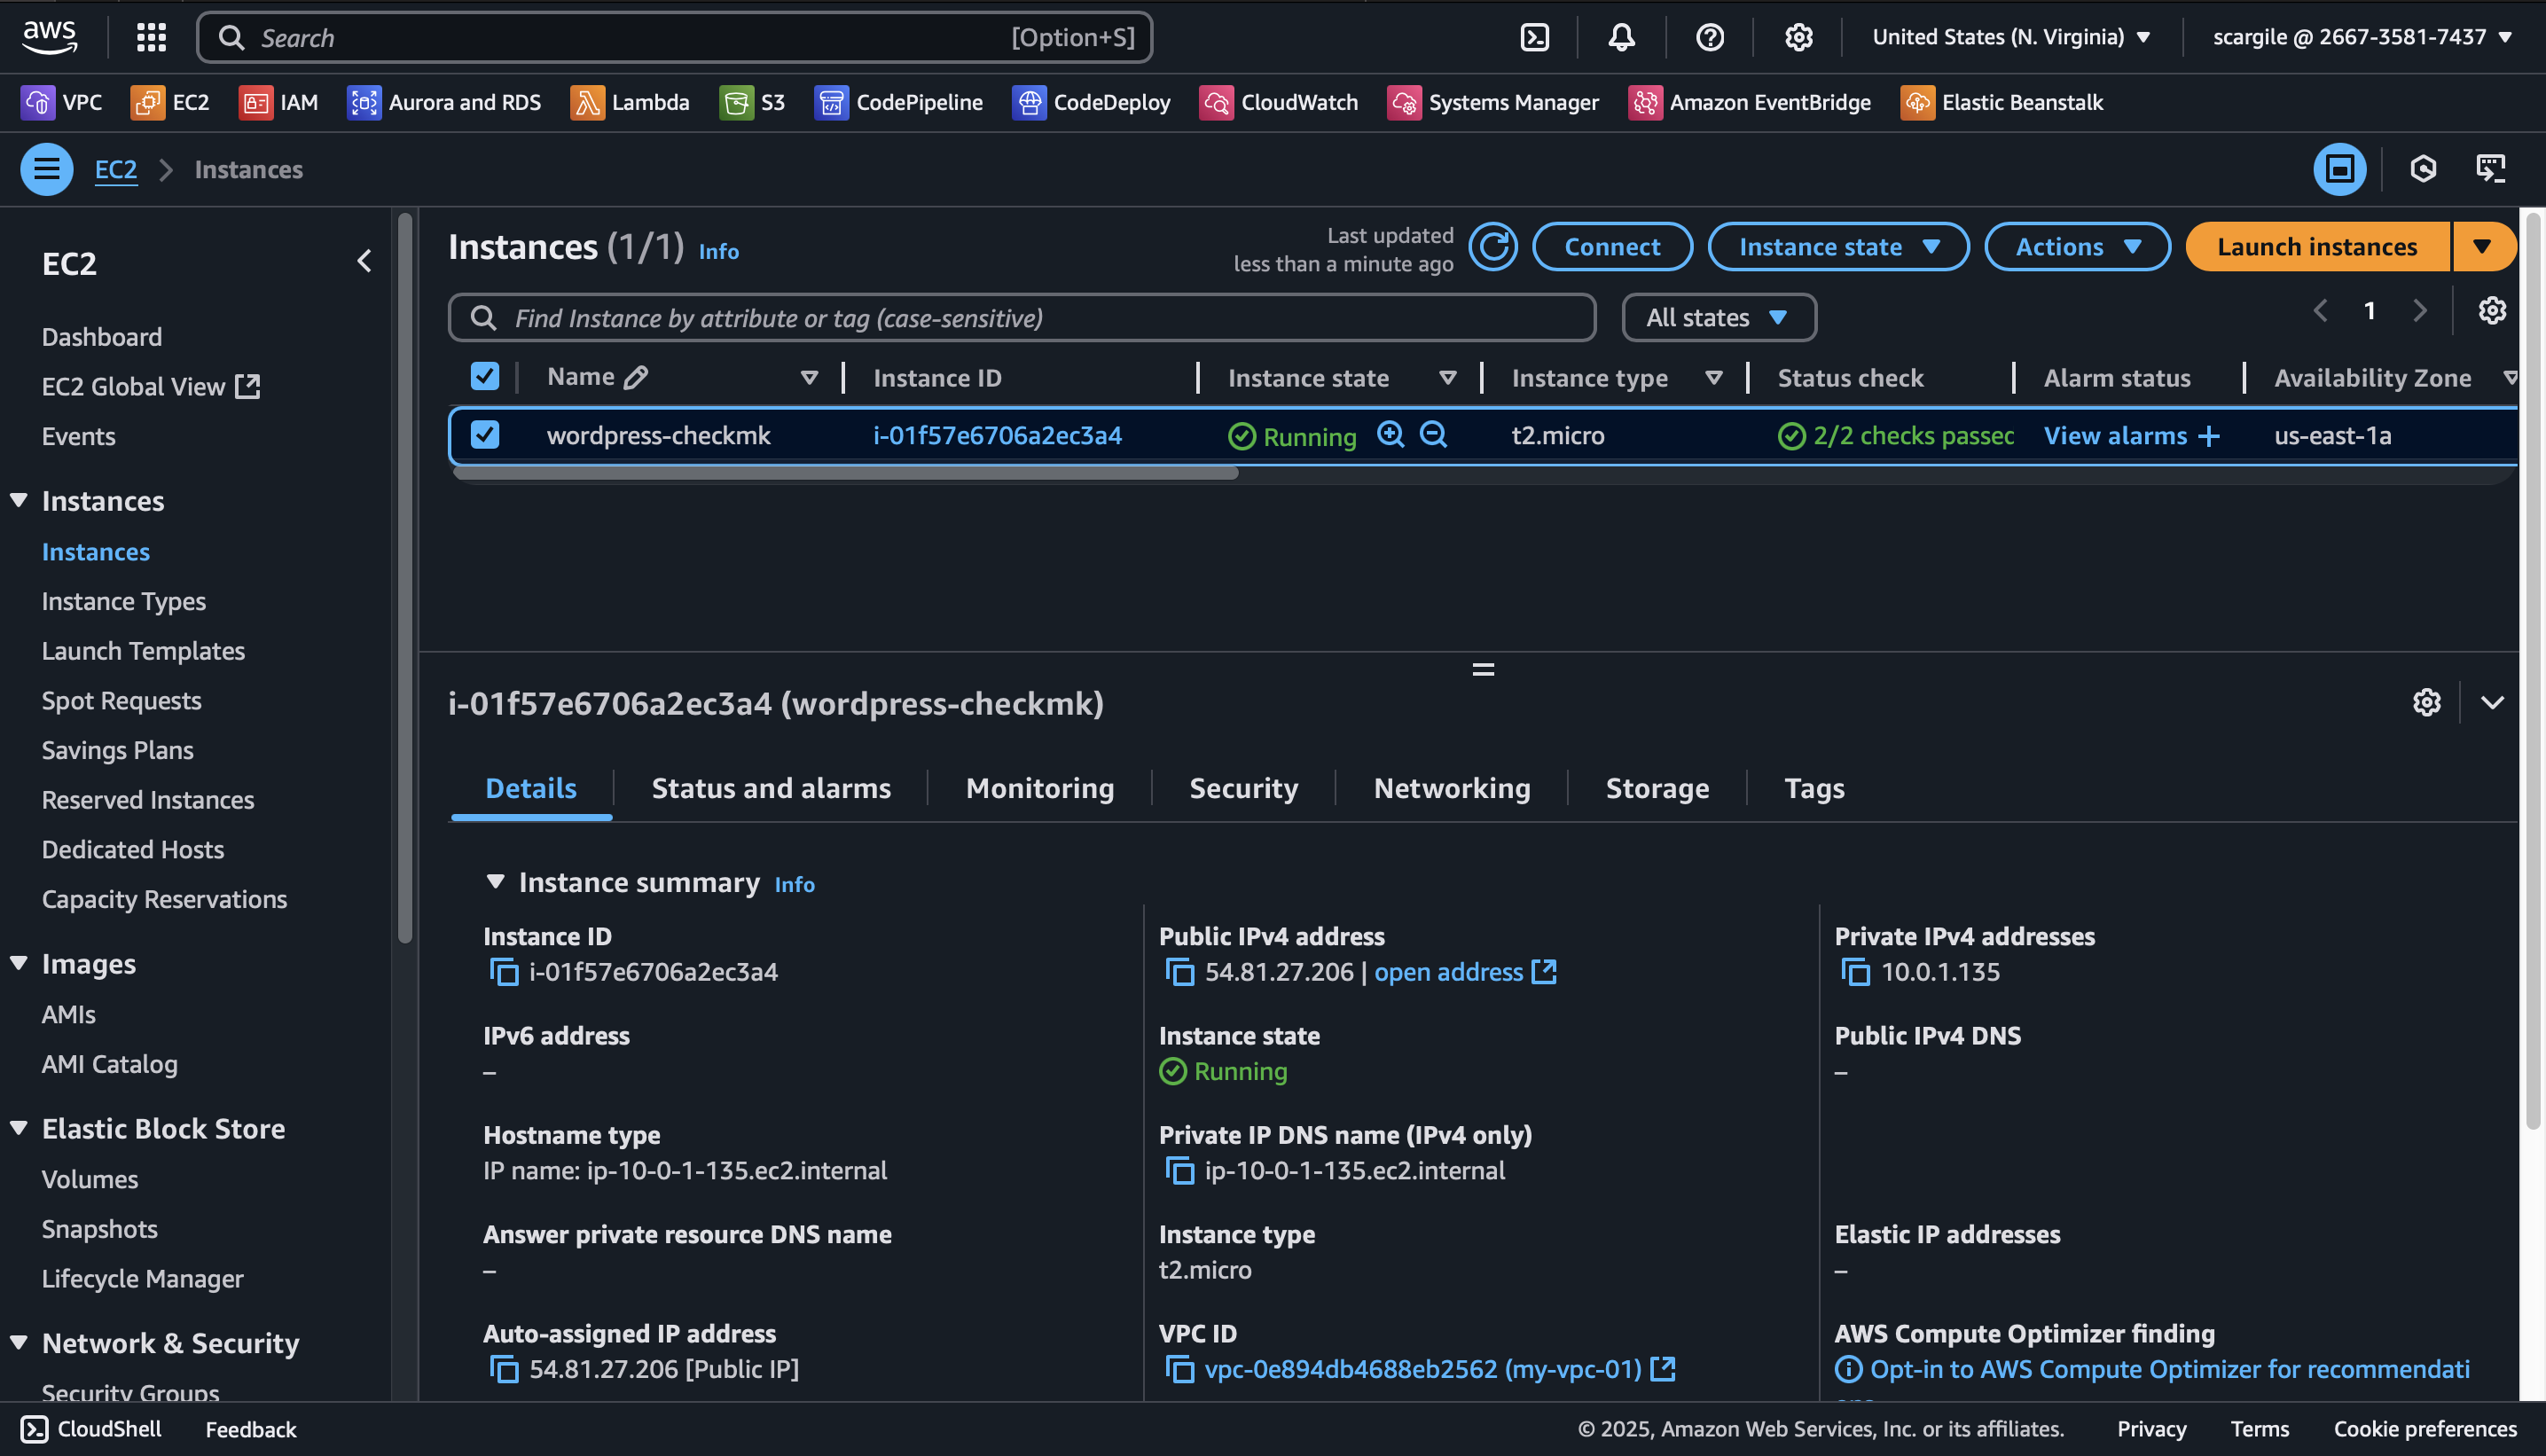 aws
Search [Option+S]
United States (N. Virginia)
scargile @ 2667-3581-7437
VPC EC2 IAM Aurora and RDS Lambda S3 CodePipeline CodeDeploy CloudWatch Systems Manager Amazon EventBridge Elastic Beanstalk
EC2 Instances
EC2
Dashboard
EC2 Global View
Events
Instances
Instances
Instance Types
Launch Templates
Spot Requests
Savings Plans
Reserved Instances
Dedicated Hosts
Capacity Reservations
Images
AMIs
AMI Catalog
Elastic Block Store
Volumes
Snapshots
Lifecycle Manager
Network & Security
Security Groups
Instances (1/1) Info
Last updated
less than a minute ago
Connect Instance state Actions Launch instances
Find Instance by attribute or tag (case-sensitive)
All states
1
Name Instance ID Instance state Instance type Status check Alarm status Availability Zone
wordpress-checkmk i-01f57e6706a2ec3a4 Running t2.micro 2/2 checks passec View alarms + us-east-1a
i-01f57e6706a2ec3a4 (wordpress-checkmk)
Details Status and alarms Monitoring Security Networking Storage Tags
Instance summary Info
Instance ID
i-01f57e6706a2ec3a4
Public IPv4 address
54.81.27.206 | open address
Private IPv4 addresses
10.0.1.135
IPv6 address
–
Instance state
Running
Public IPv4 DNS
–
Hostname type
IP name: ip-10-0-1-135.ec2.internal
Private IP DNS name (IPv4 only)
ip-10-0-1-135.ec2.internal
Answer private resource DNS name
–
Instance type
t2.micro
Elastic IP addresses
–
Auto-assigned IP address
54.81.27.206 [Public IP]
VPC ID
vpc-0e894db4688eb2562 (my-vpc-01)
AWS Compute Optimizer finding
Opt-in to AWS Compute Optimizer for recommendati
CloudShell Feedback
© 2025, Amazon Web Services, Inc. or its affiliates. Privacy Terms Cookie preferences